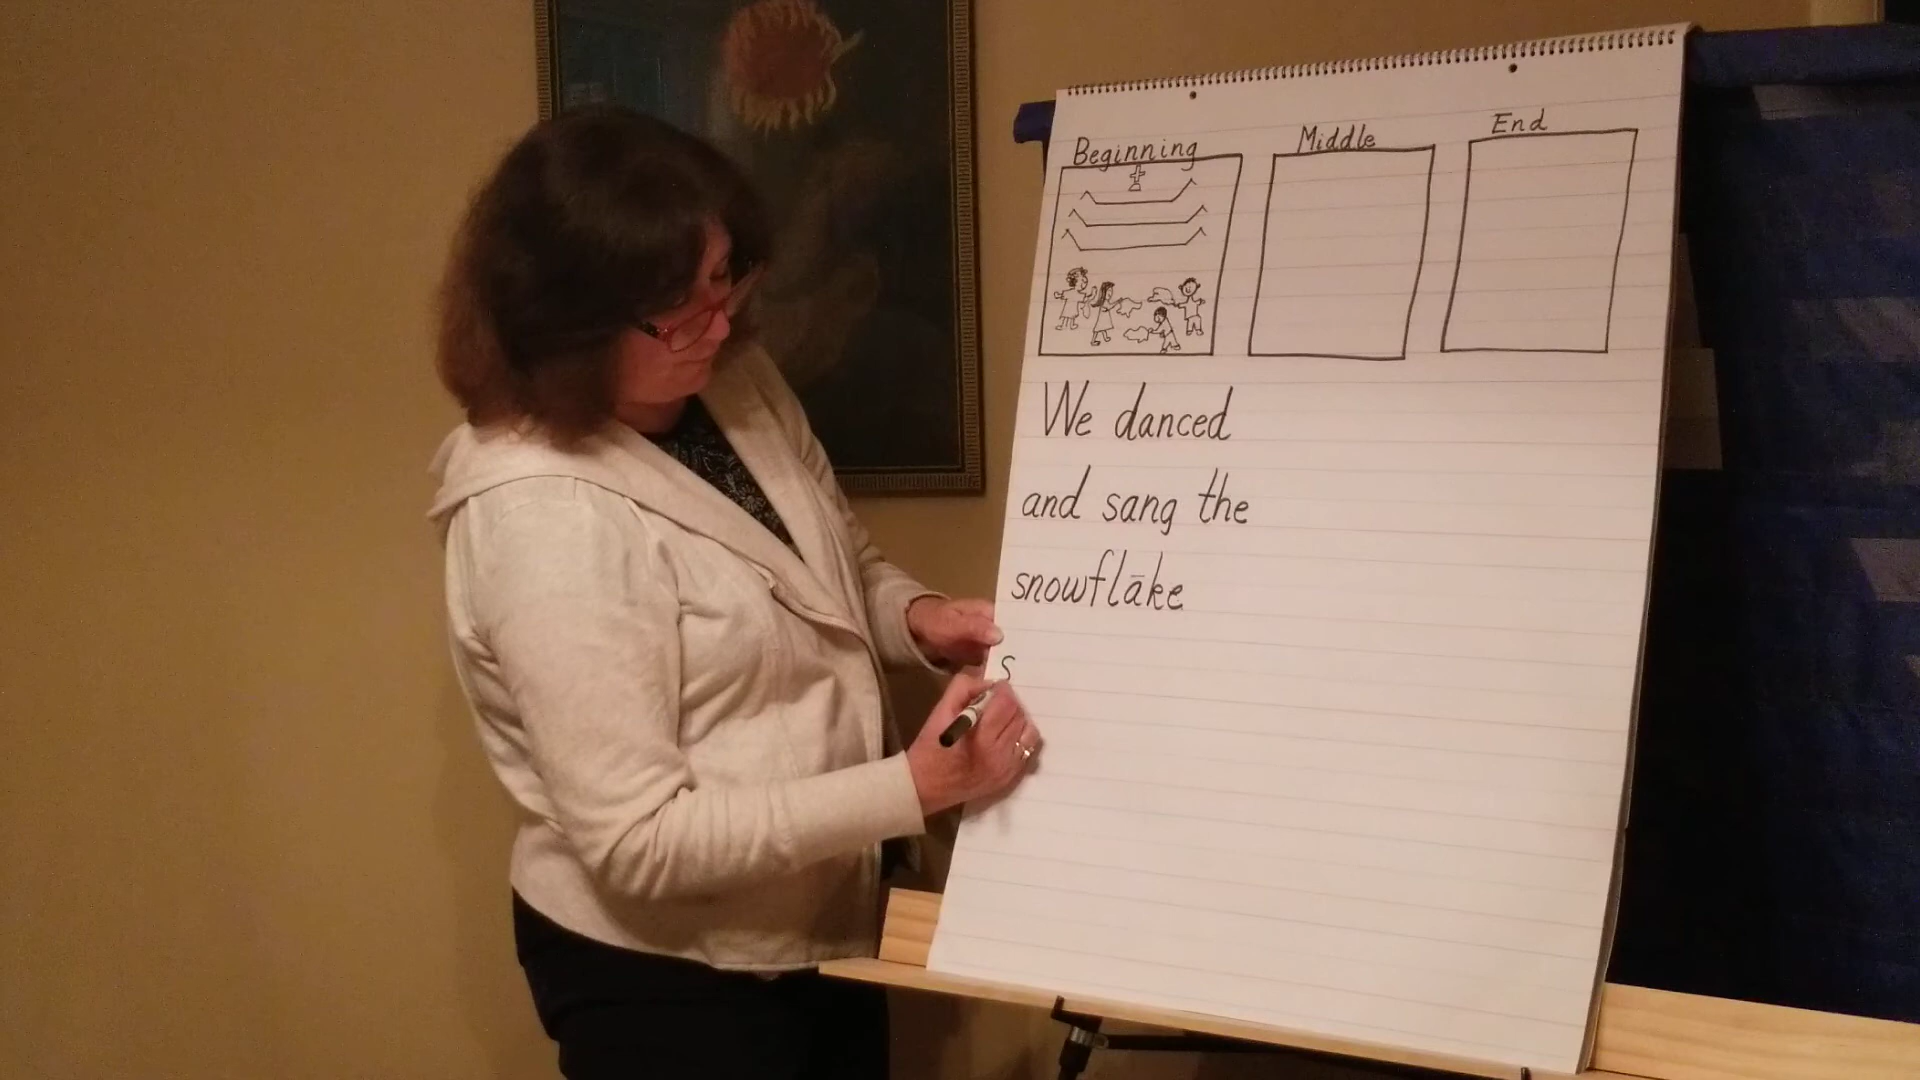 Beginning Middle End
We danced
and sang the
snowflāke
s